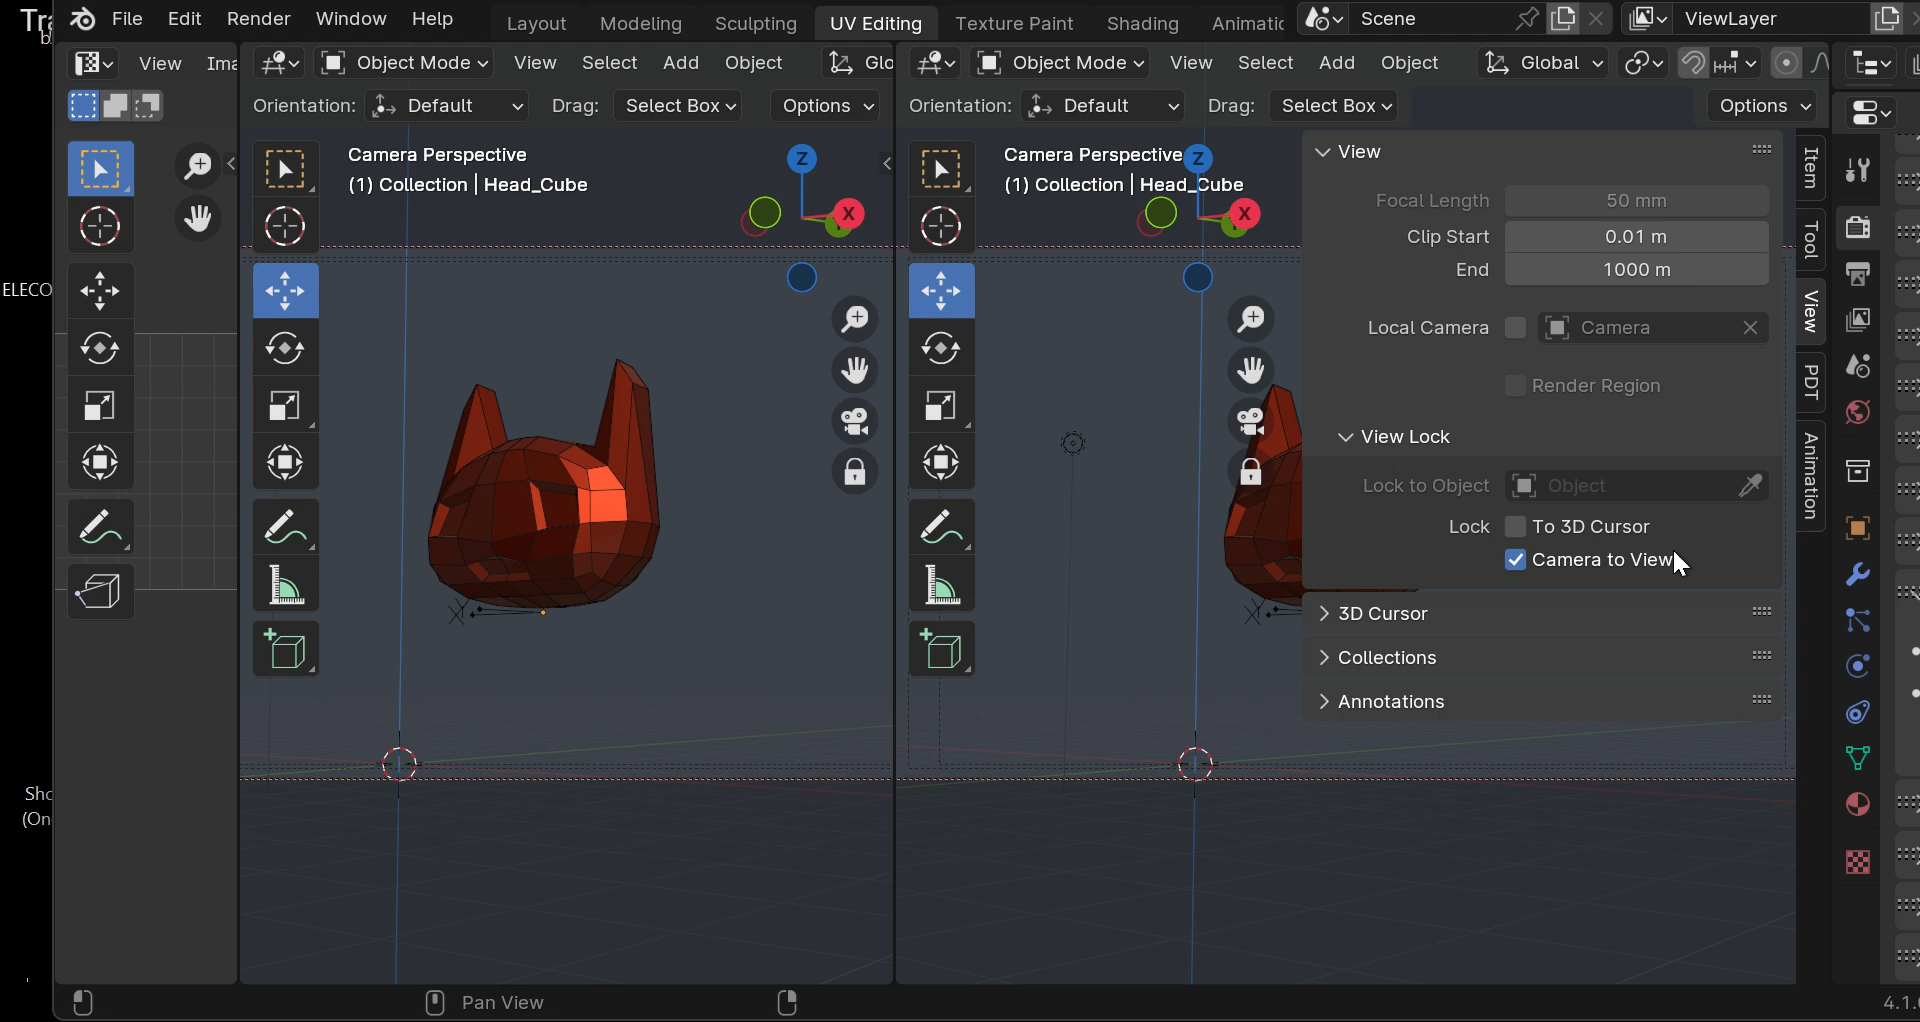 File Edit Render Window Help Layout Modeling Sculpting UV Editing Texture Paint Shading Scene ViewLayer
View Object Mode View Select Add Object Object Mode View Select Add Object Global
Orientation: Default Drag: Select Box Options Orientation: Default Drag: Select Box Options
Camera Perspective
(1) Collection | Head_Cube
Z
X
Camera Perspective
(1) Collection | Head_Cube
Z
X
View
Focal Length 50 mm
Clip Start 0.01 m
End 1000 m
Local Camera Camera
Render Region
View Lock
Lock to Object Object
Lock To 3D Cursor
Camera to View
3D Cursor
Collections
Annotations
Item
Tool
View
PDT
Animation
Pan View